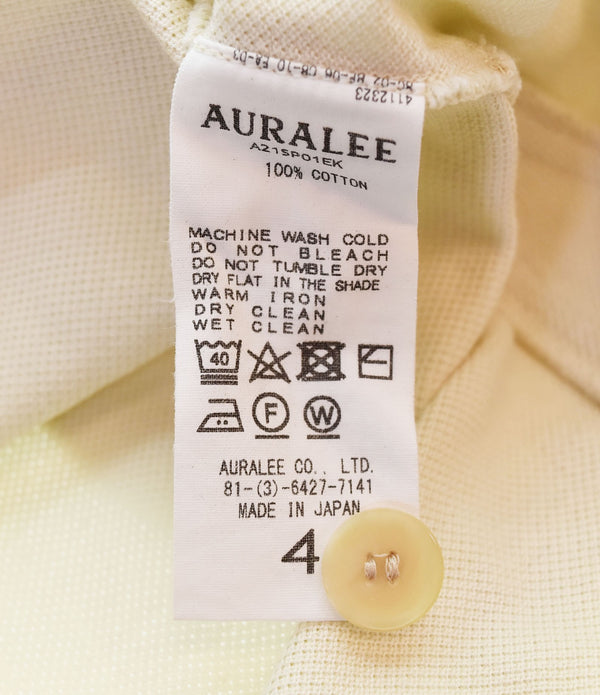 4112323
AURALEE
A21SP01EK
100% COTTON
MACHINE WASH COLD
DO NOT BLEACH
DO NOT TUMBLE DRY
DRY FLAT IN THE SHADE
WARM IRON
DRY CLEAN
WET CLEAN
40
F W
AURALEE CO., LTD.
81-(3)-6427-7141
MADE IN JAPAN
4